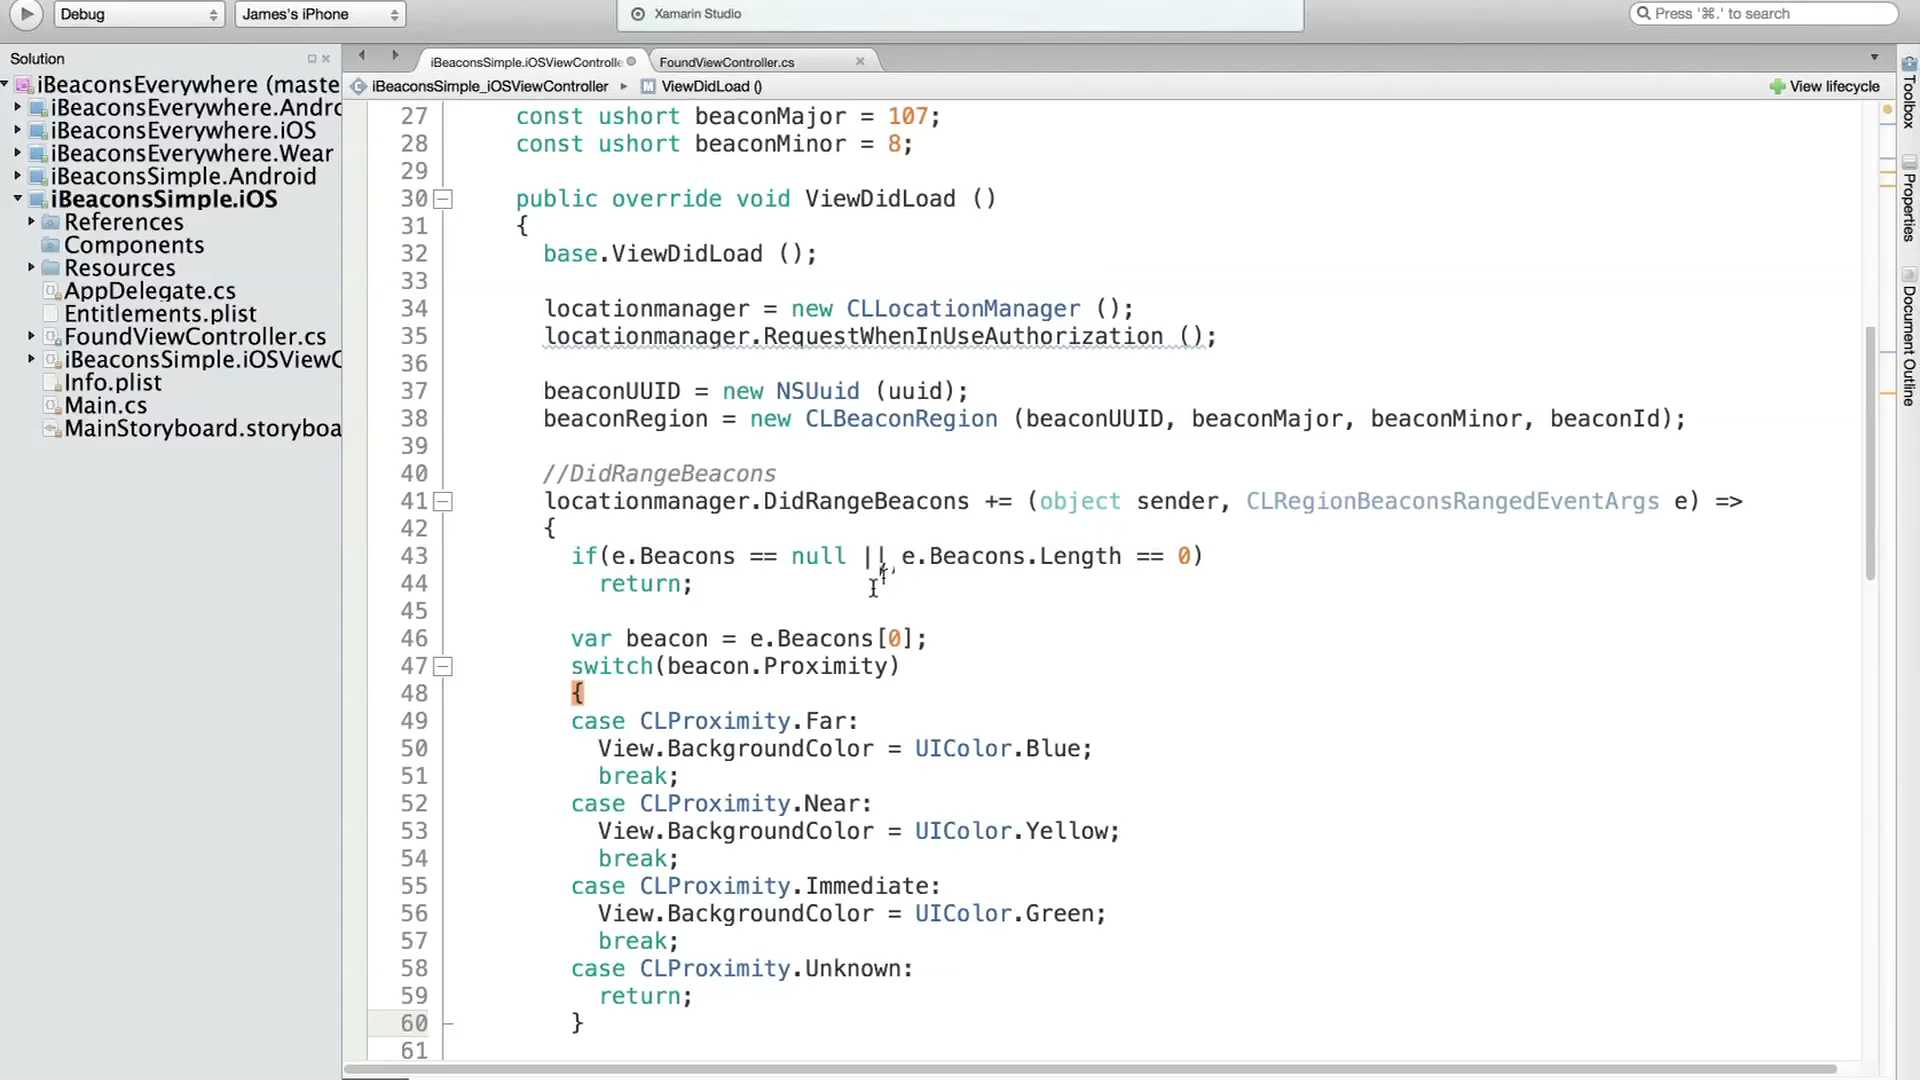 Debug
James's iPhone
Xamarin Studio
Press '⌘.' to search
Solution
iBeaconsEverywhere (maste
iBeaconsEverywhere.Andro
iBeaconsEverywhere.iOS
iBeaconsEverywhere.Wear
iBeaconsSimple.Android
iBeaconsSimple.iOS
References
Components
Resources
AppDelegate.cs
Entitlements.plist
FoundViewController.cs
iBeaconsSimple.iOSViewC
Info.plist
Main.cs
MainStoryboard.storyboa
iBeaconsSimple.iOSViewControlle
FoundViewController.cs
iBeaconsSimple_iOSViewController
ViewDidLoad ()
View lifecycle
27 const ushort beaconMajor = 107;
28 const ushort beaconMinor = 8;
29
30 public override void ViewDidLoad ()
31 {
32 base.ViewDidLoad ();
33
34 locationmanager = new CLLocationManager ();
35 locationmanager.RequestWhenInUseAuthorization ();
36
37 beaconUUID = new NSUuid (uuid);
38 beaconRegion = new CLBeaconRegion (beaconUUID, beaconMajor, beaconMinor, beaconId);
39
40 //DidRangeBeacons
41 locationmanager.DidRangeBeacons += (object sender, CLRegionBeaconsRangedEventArgs e) =>
42 {
43 if(e.Beacons == null || e.Beacons.Length == 0)
44 return;
45
46 var beacon = e.Beacons[0];
47 switch(beacon.Proximity)
48 {
49 case CLProximity.Far:
50 View.BackgroundColor = UIColor.Blue;
51 break;
52 case CLProximity.Near:
53 View.BackgroundColor = UIColor.Yellow;
54 break;
55 case CLProximity.Immediate:
56 View.BackgroundColor = UIColor.Green;
57 break;
58 case CLProximity.Unknown:
59 return;
60 }
61
Toolbox
Properties
Document Outline